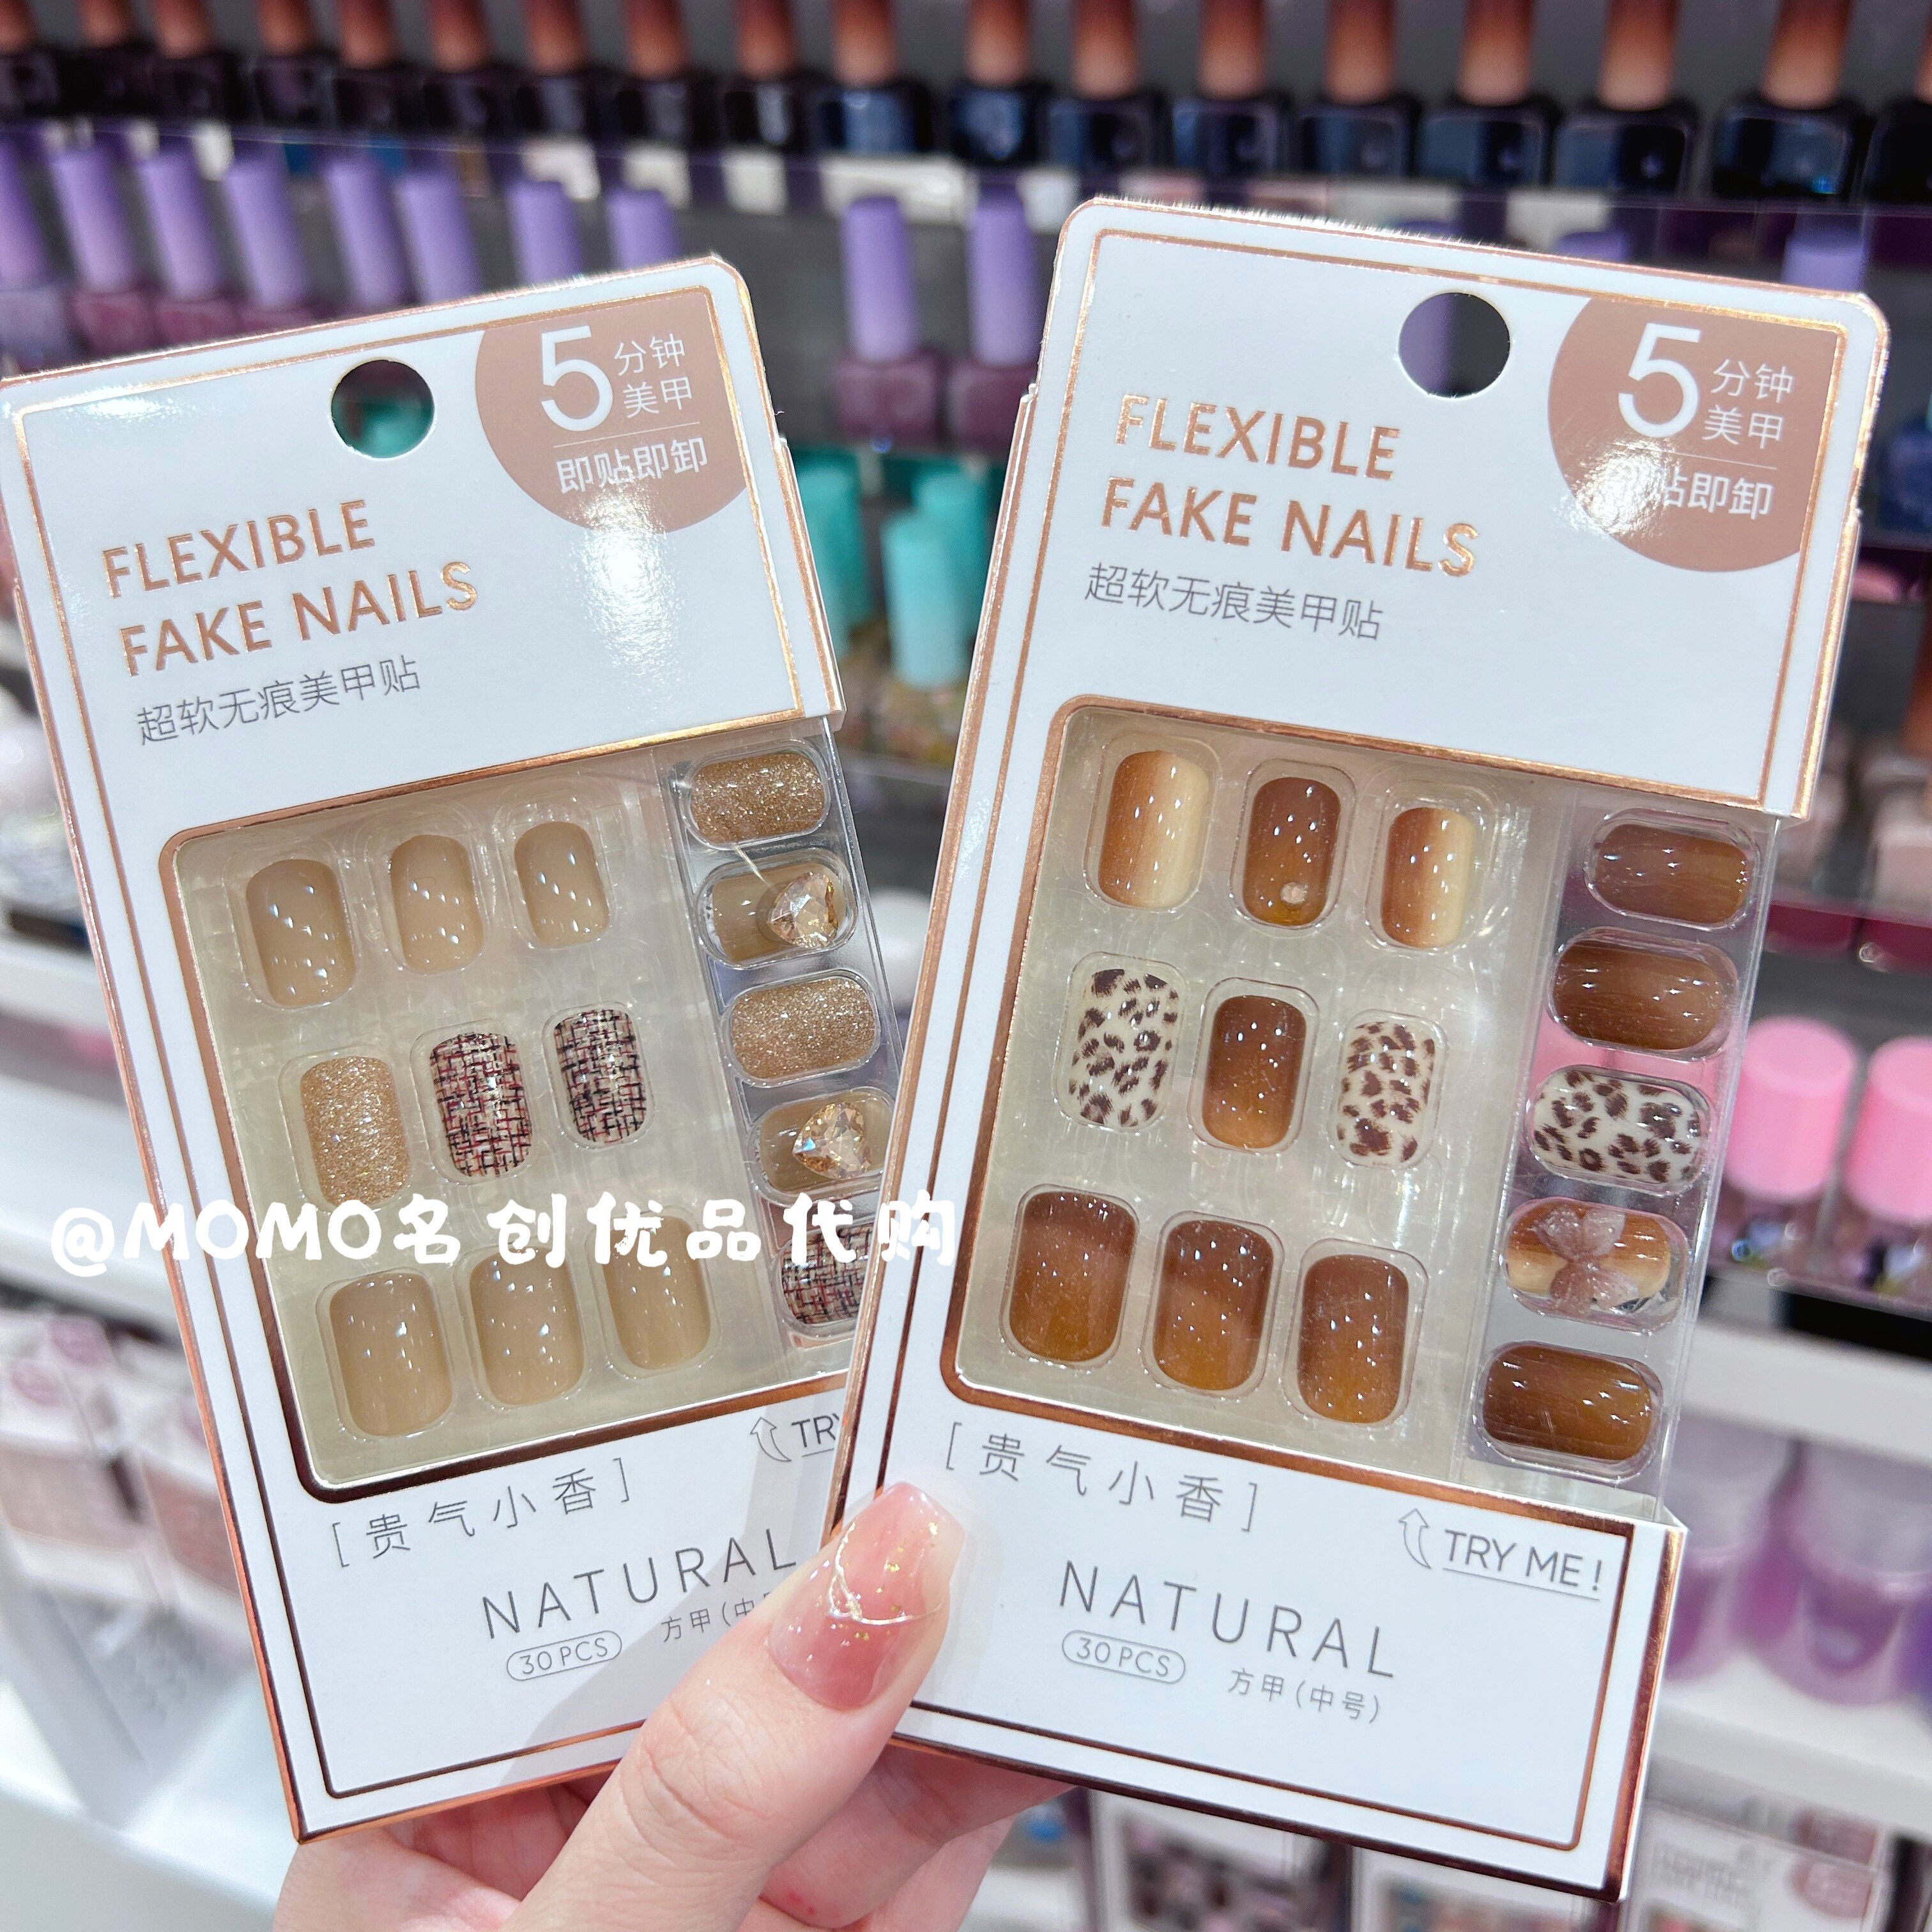 5 分钟
美甲
即贴即卸
FLEXIBLE
FAKE NAILS
超软无痕美甲贴
[贵气小香]
NATURAL
30 PCS
方甲(中
TRY
5 分钟
美甲
贴即卸
FLEXIBLE
FAKE NAILS
超软无痕美甲贴
[贵气小香]
TRY ME!
NATURAL
30 PCS
方甲(中号)
@MOMO名创优品代购